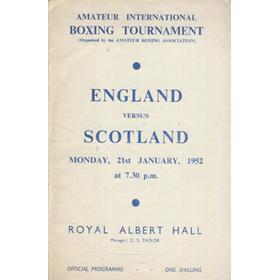 AMATEUR INTERNATIONAL
BOXING TOURNAMENT
(Organised by the AMATEUR BOXING ASSOCIATION)
ENGLAND
VERSUS
SCOTLAND
MONDAY, 21st JANUARY, 1952
at 7.30 p.m.
ROYAL ALBERT HALL
Manager: C. S. TAYLOR
OFFICIAL PROGRAMME - - ONE SHILLING